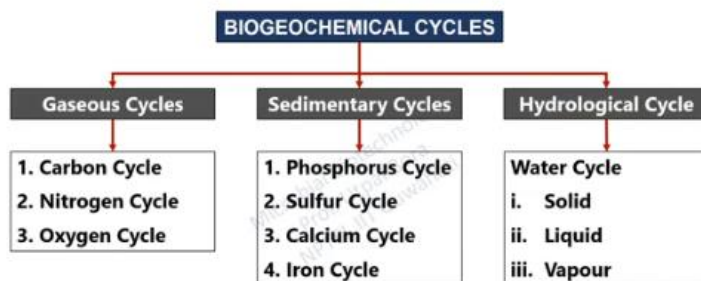 BIOGEOCHEMICAL CYCLES
Gaseous Cycles
1. Carbon Cycle
2. Nitrogen Cycle
3. Oxygen Cycle
Sedimentary Cycles
1. Phosphorus Cycle
2. Sulfur Cycle
3. Calcium Cycle
4. Iron Cycle
Hydrological Cycle
Water Cycle
i. Solid
ii. Liquid
iii. Vapour